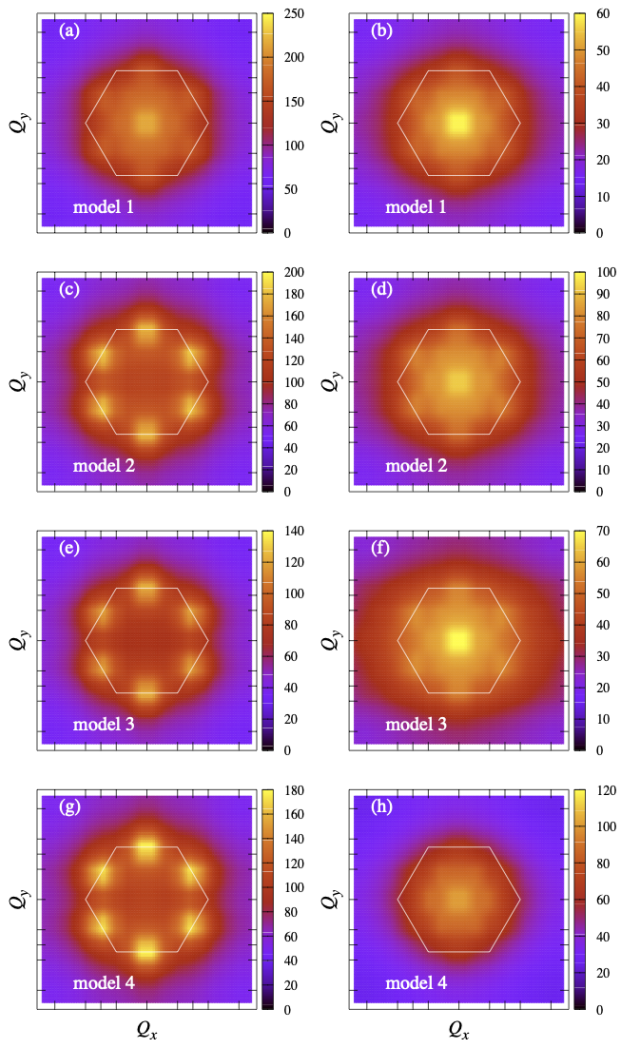 (a) 250 200 150 100 50 0 Q_y model 1
(b) 60 50 40 30 20 10 0 Q_y model 1
(c) 200 180 160 140 120 100 80 60 40 20 0 Q_y model 2
(d) 100 90 80 70 60 50 40 30 20 10 0 Q_y model 2
(e) 140 120 100 80 60 40 20 0 Q_y model 3
(f) 70 60 50 40 30 20 10 0 Q_y model 3
(g) 180 160 140 120 100 80 60 40 20 0 Q_y model 4
(h) 120 100 80 60 40 20 0 Q_y model 4
Q_x Q_x